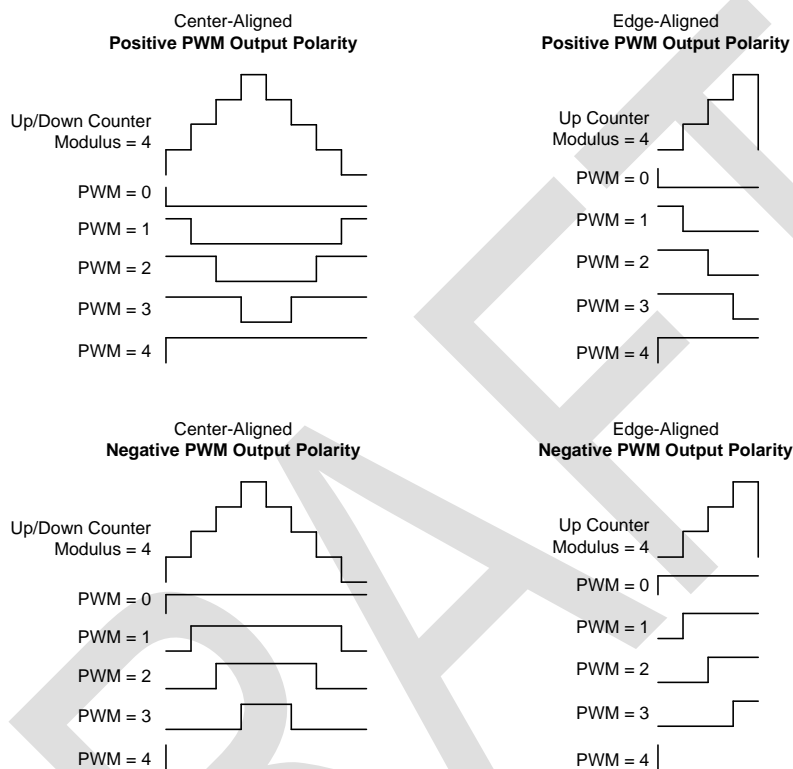 Center-Aligned
Positive PWM Output Polarity
Up/Down Counter
Modulus = 4
PWM = 0
PWM = 1
PWM = 2
PWM = 3
PWM = 4
Edge-Aligned
Positive PWM Output Polarity
Up Counter
Modulus = 4
PWM = 0
PWM = 1
PWM = 2
PWM = 3
PWM = 4
Center-Aligned
Negative PWM Output Polarity
Up/Down Counter
Modulus = 4
PWM = 0
PWM = 1
PWM = 2
PWM = 3
PWM = 4
Edge-Aligned
Negative PWM Output Polarity
Up Counter
Modulus = 4
PWM = 0
PWM = 1
PWM = 2
PWM = 3
PWM = 4